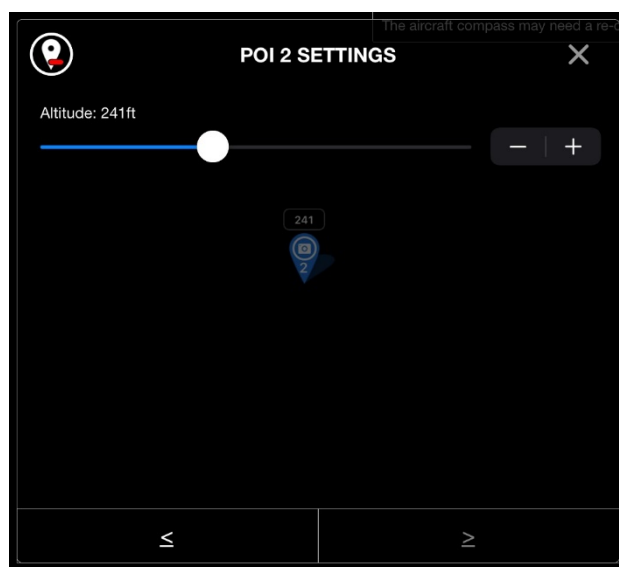 The aircraft compass may need a re-c
POI 2 SETTINGS
Altitude: 241ft
− +
241
2
≤ ≥